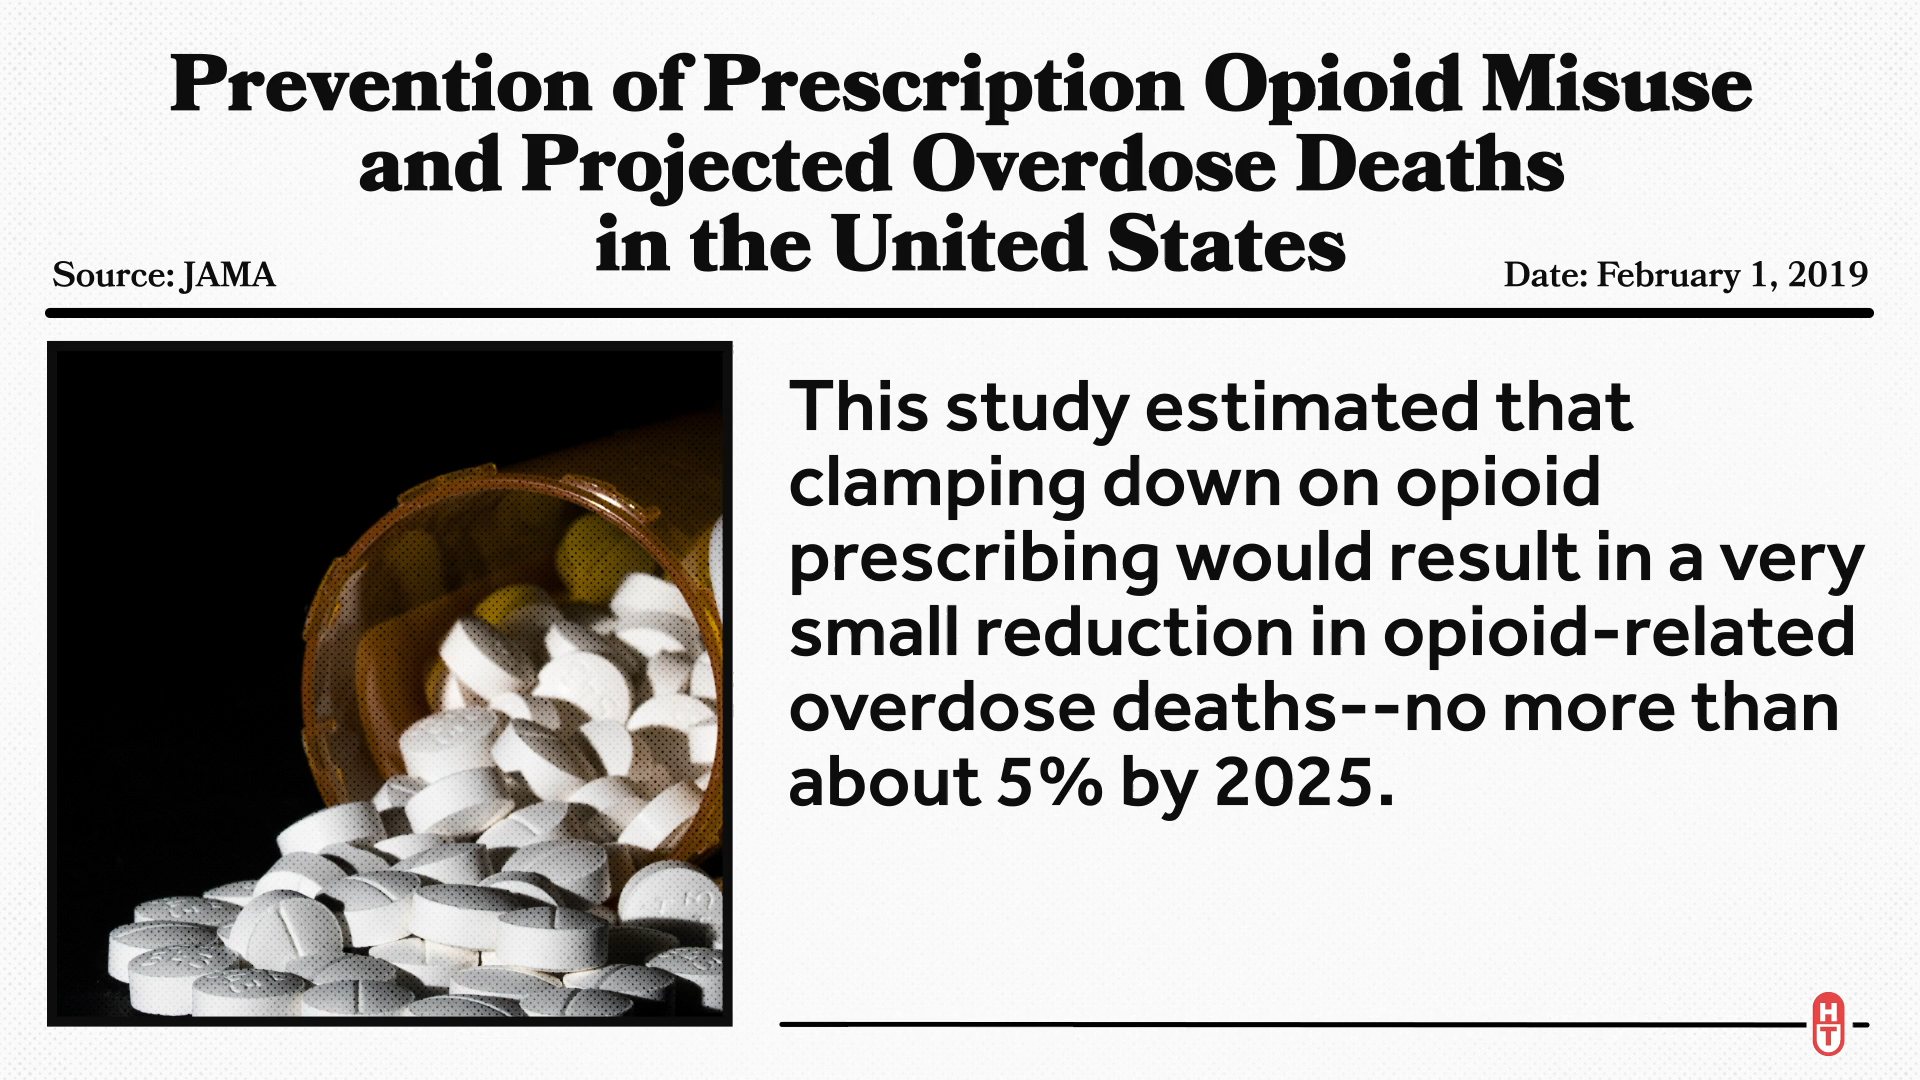 Prevention of Prescription Opioid Misuse
and Projected Overdose Deaths
in the United States
Source: JAMA
Date: February 1, 2019
This study estimated that
clamping down on opioid
prescribing would result in a very
small reduction in opioid-related
overdose deaths--no more than
about 5% by 2025.
H
T